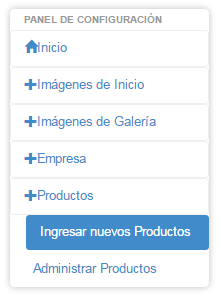 PANEL DE CONFIGURACIÓN
Inicio
Imágenes de Inicio
Imágenes de Galería
Empresa
Productos
Ingresar nuevos Productos
Administrar Productos